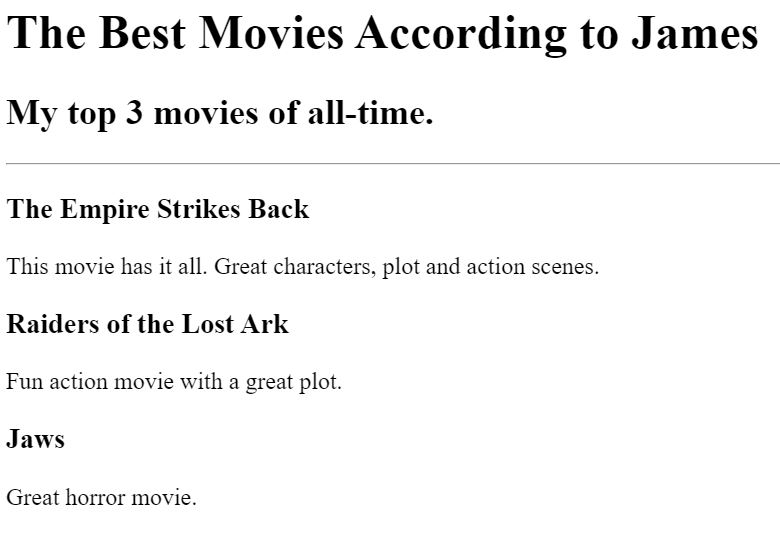 The Best Movies According to James
My top 3 movies of all-time.
The Empire Strikes Back
This movie has it all. Great characters, plot and action scenes.
Raiders of the Lost Ark
Fun action movie with a great plot.
Jaws
Great horror movie.